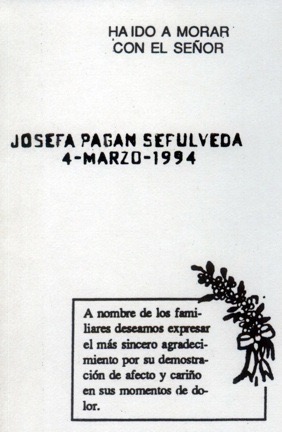 HA IDO A MORAR
CON EL SEÑOR
JOSEFA PAGAN SEFULVEDA
4-MARZO-1994
A nombre de los fami-
liares deseamos expresar
el más sincero agradeci-
miento por su demostra-
ción de afecto y cariño
en sus momentos de do-
lor.